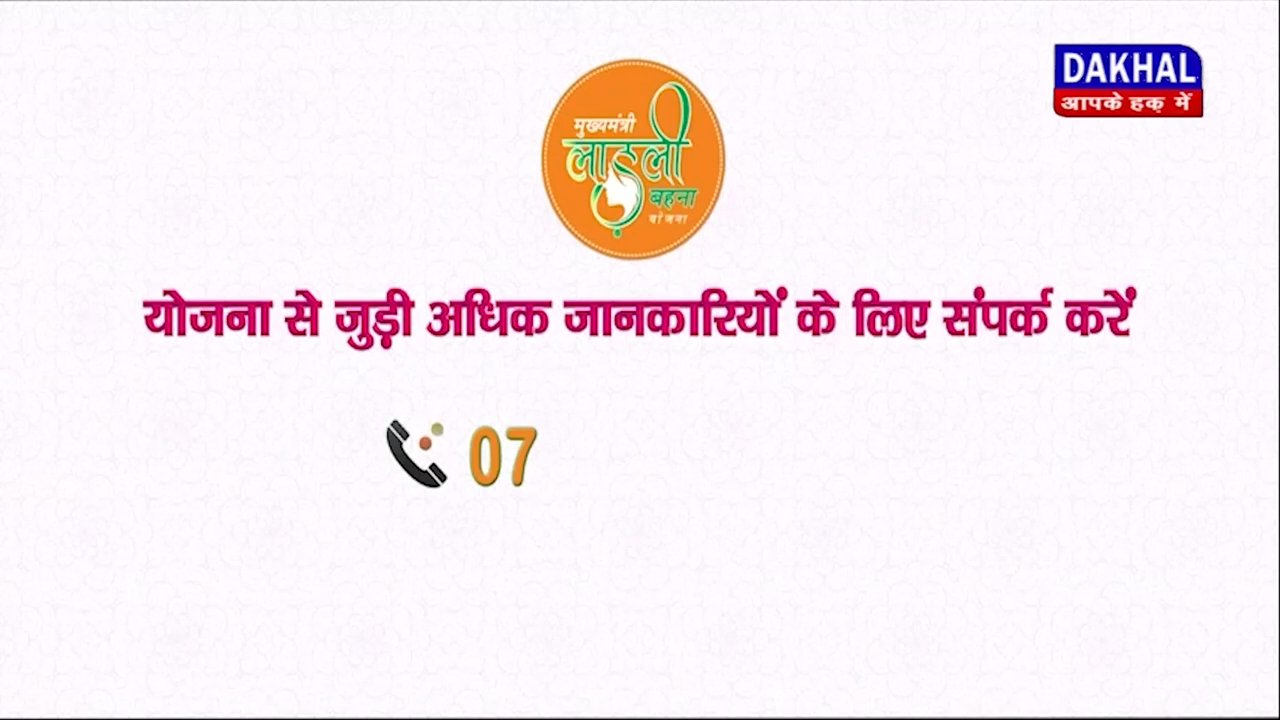 DAKHAL
आपके हक में
मुख्यमंत्री
लाड़ली
बहना
योजना
योजना से जुड़ी अधिक जानकारियों के लिए संपर्क करें
07